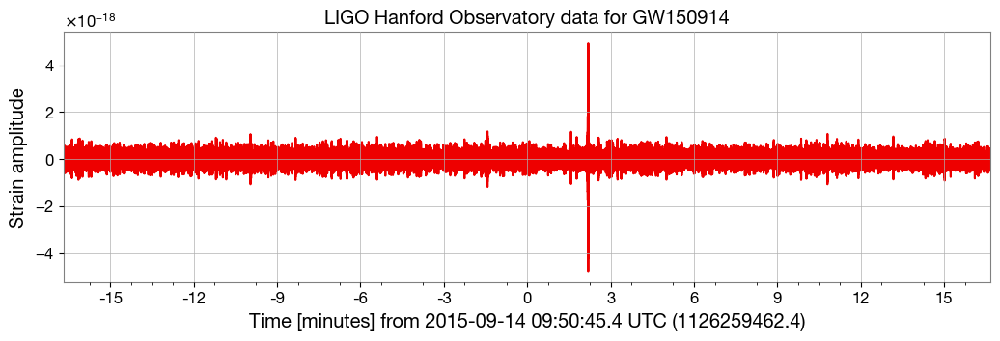 LIGO Hanford Observatory data for GW150914
×10⁻¹⁸
4
2
0
−2
−4
Strain amplitude
-15 -12 -9 -6 -3 0 3 6 9 12 15
Time [minutes] from 2015-09-14 09:50:45.4 UTC (1126259462.4)